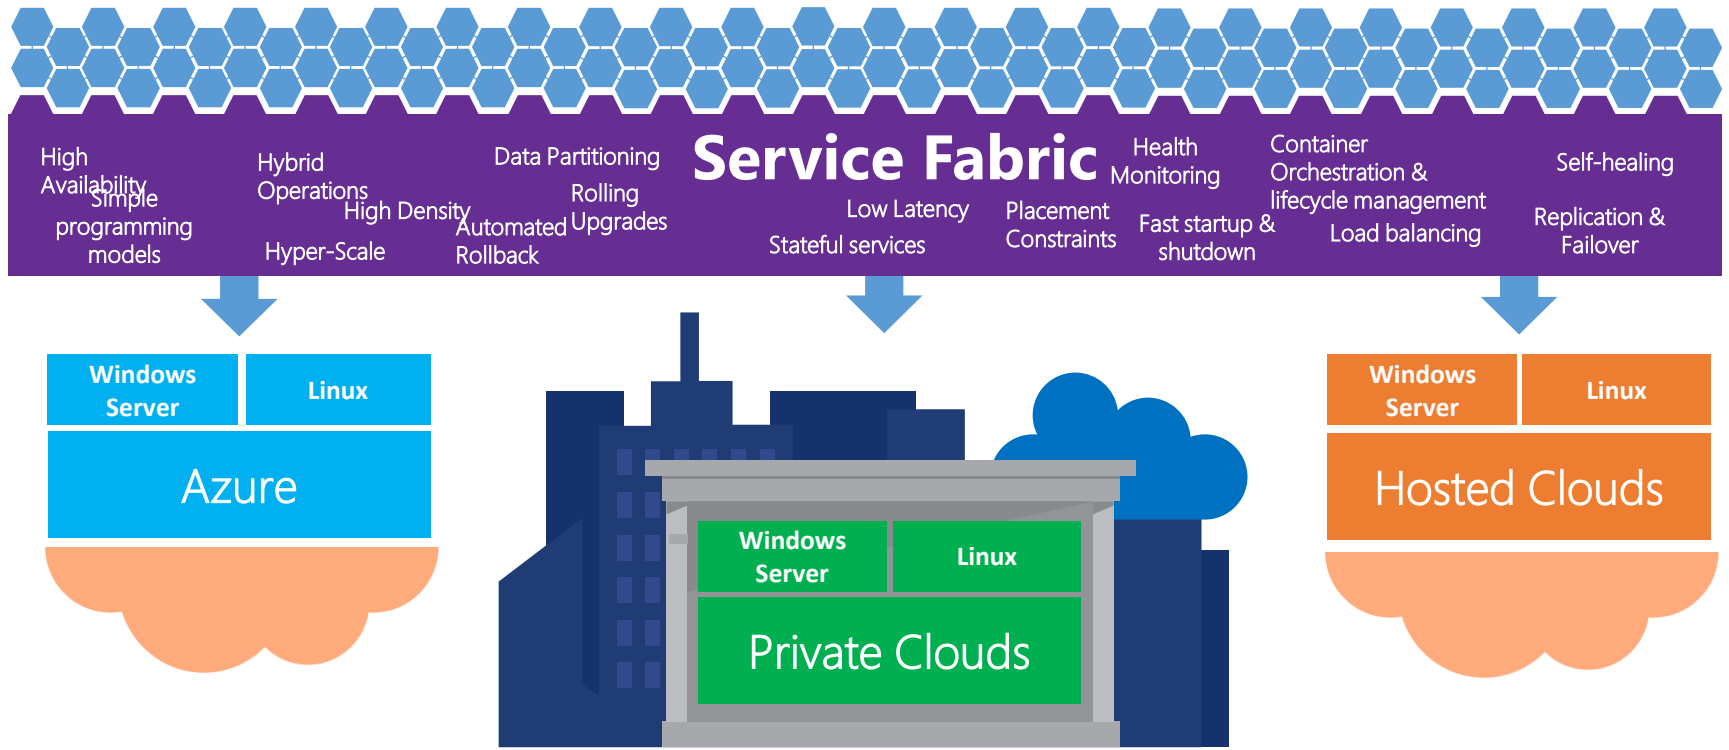 Service Fabric
High
Availability
Simple
programming
models
Hybrid
Operations
High Density
Hyper-Scale
Data Partitioning
Rolling
Upgrades
Automated
Rollback
Low Latency
Stateful services
Placement
Constraints
Health
Monitoring
Fast startup &
shutdown
Container
Orchestration &
lifecycle management
Load balancing
Self-healing
Replication &
Failover
Windows
Server
Linux
Azure
Windows
Server
Linux
Private Clouds
Windows
Server
Linux
Hosted Clouds